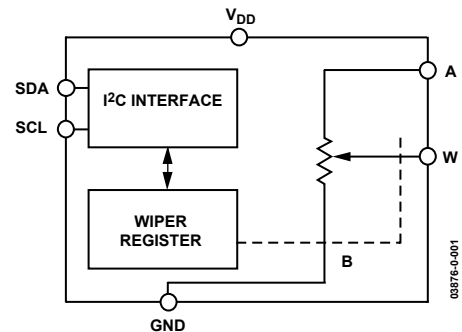 VDD
A
SDA
I2C INTERFACE
SCL
W
WIPER
REGISTER
B
GND
03876-0-001